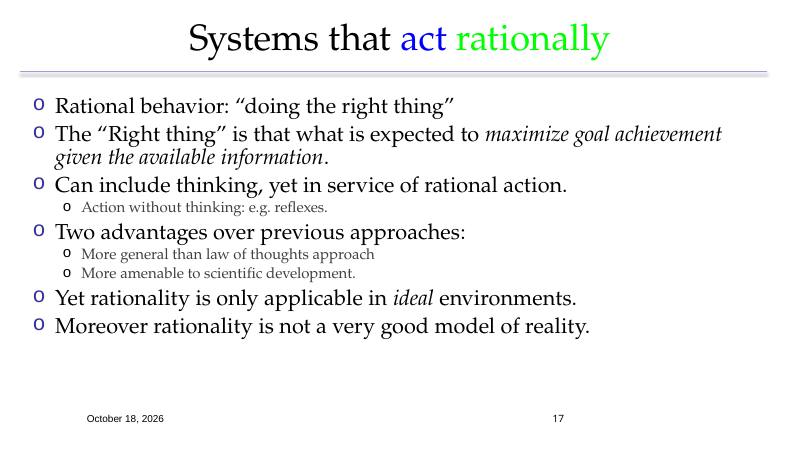 Systems that act rationally
o Rational behavior: “doing the right thing”
o The “Right thing” is that what is expected to maximize goal achievement
given the available information.
o Can include thinking, yet in service of rational action.
o Action without thinking: e.g. reflexes.
o Two advantages over previous approaches:
o More general than law of thoughts approach
o More amenable to scientific development.
o Yet rationality is only applicable in ideal environments.
o Moreover rationality is not a very good model of reality.
October 18, 2026 17